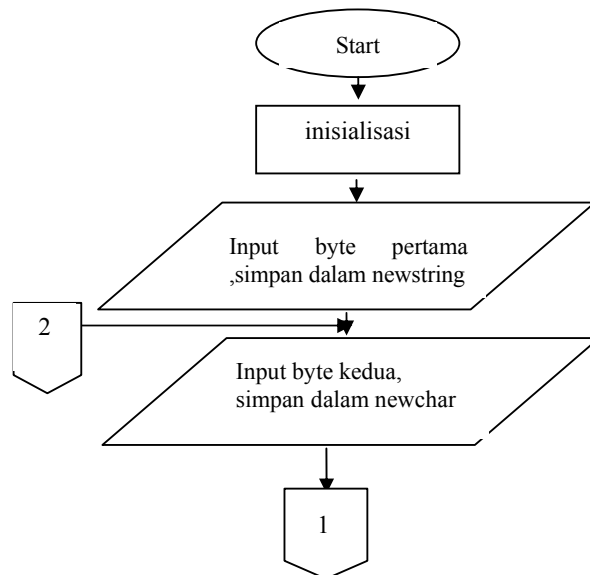 Start
inisialisasi
Input byte pertama
,simpan dalam newstring
2
Input byte kedua,
simpan dalam newchar
1